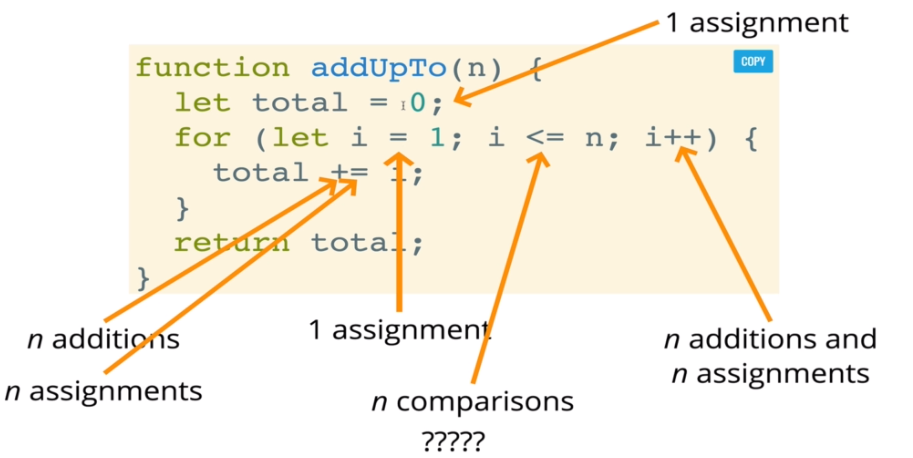 1 assignment
COPY
function addUpTo(n) {
let total = 0;
for (let i = 1; i <= n; i++) {
total += i;
}
return total;
}
n additions
n assignments
1 assignment
n comparisons
?????
n additions and
n assignments